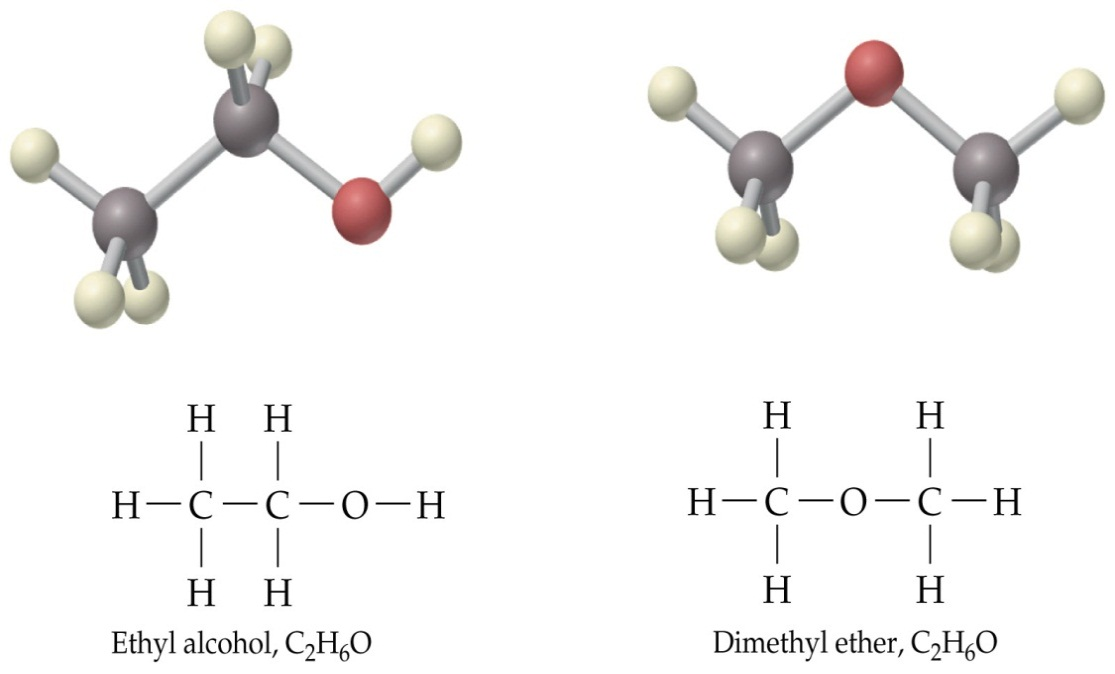 H H
H—C—C—O—H
H H
Ethyl alcohol, C₂H₆O
H H
H—C—O—C—H
H H
Dimethyl ether, C₂H₆O